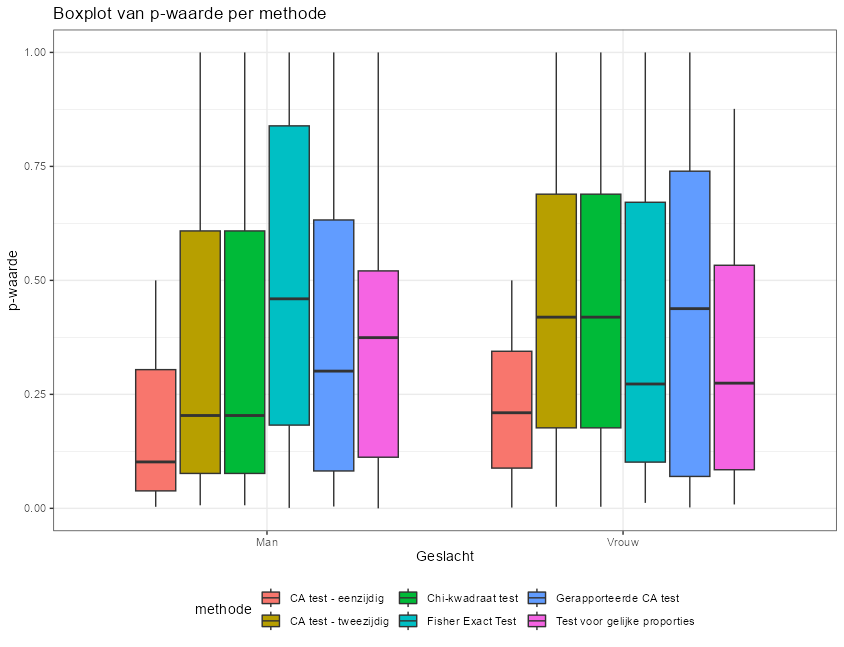 Boxplot van p-waarde per methode
1.00
0.75
0.50
0.25
0.00
p-waarde
Man Vrouw
Geslacht
methode
CA test - eenzijdig Chi-kwadraat test Gerapporteerde CA test
CA test - tweezijdig Fisher Exact Test Test voor gelijke proporties